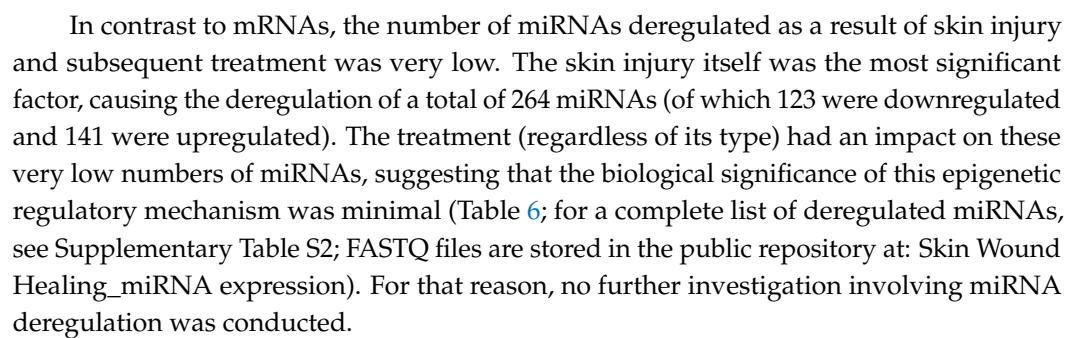 In contrast to mRNAs, the number of miRNAs deregulated as a result of skin injury
and subsequent treatment was very low. The skin injury itself was the most significant
factor, causing the deregulation of a total of 264 miRNAs (of which 123 were downregulated
and 141 were upregulated). The treatment (regardless of its type) had an impact on these
very low numbers of miRNAs, suggesting that the biological significance of this epigenetic
regulatory mechanism was minimal (Table 6; for a complete list of deregulated miRNAs,
see Supplementary Table S2; FASTQ files are stored in the public repository at: Skin Wound
Healing_miRNA expression). For that reason, no further investigation involving miRNA
deregulation was conducted.